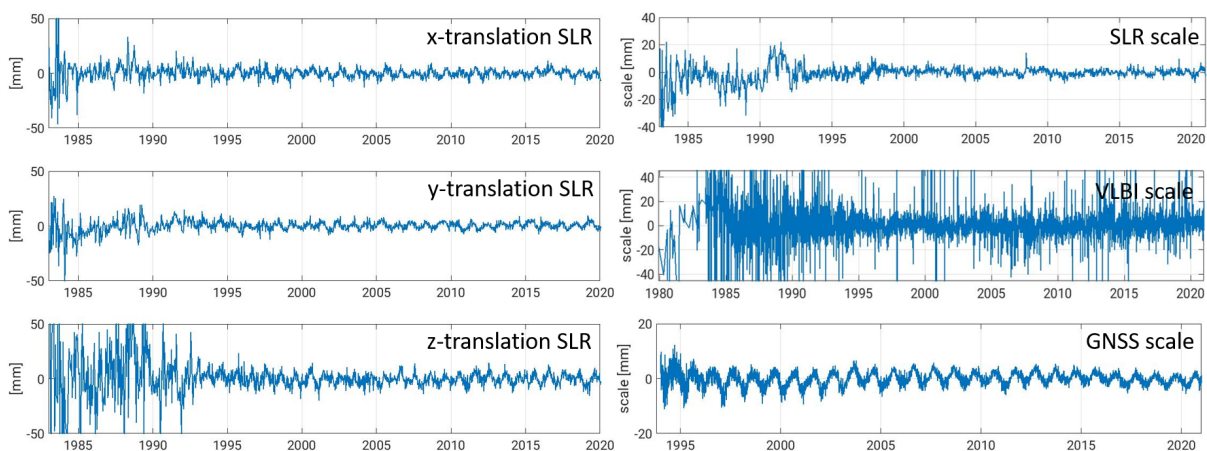 50
x-translation SLR
[mm]
0
-50
1985 1990 1995 2000 2005 2010 2015 2020
50
y-translation SLR
[mm]
0
-50
1985 1990 1995 2000 2005 2010 2015 2020
50
z-translation SLR
[mm]
0
-50
1985 1990 1995 2000 2005 2010 2015 2020
40
SLR scale
20
scale [mm]
0
-20
-40
1985 1990 1995 2000 2005 2010 2015 2020
40
VLBI scale
20
scale [mm]
0
-20
-40
1980 1985 1990 1995 2000 2005 2010 2015 2020
20
GNSS scale
scale [mm]
0
-20
1995 2000 2005 2010 2015 2020